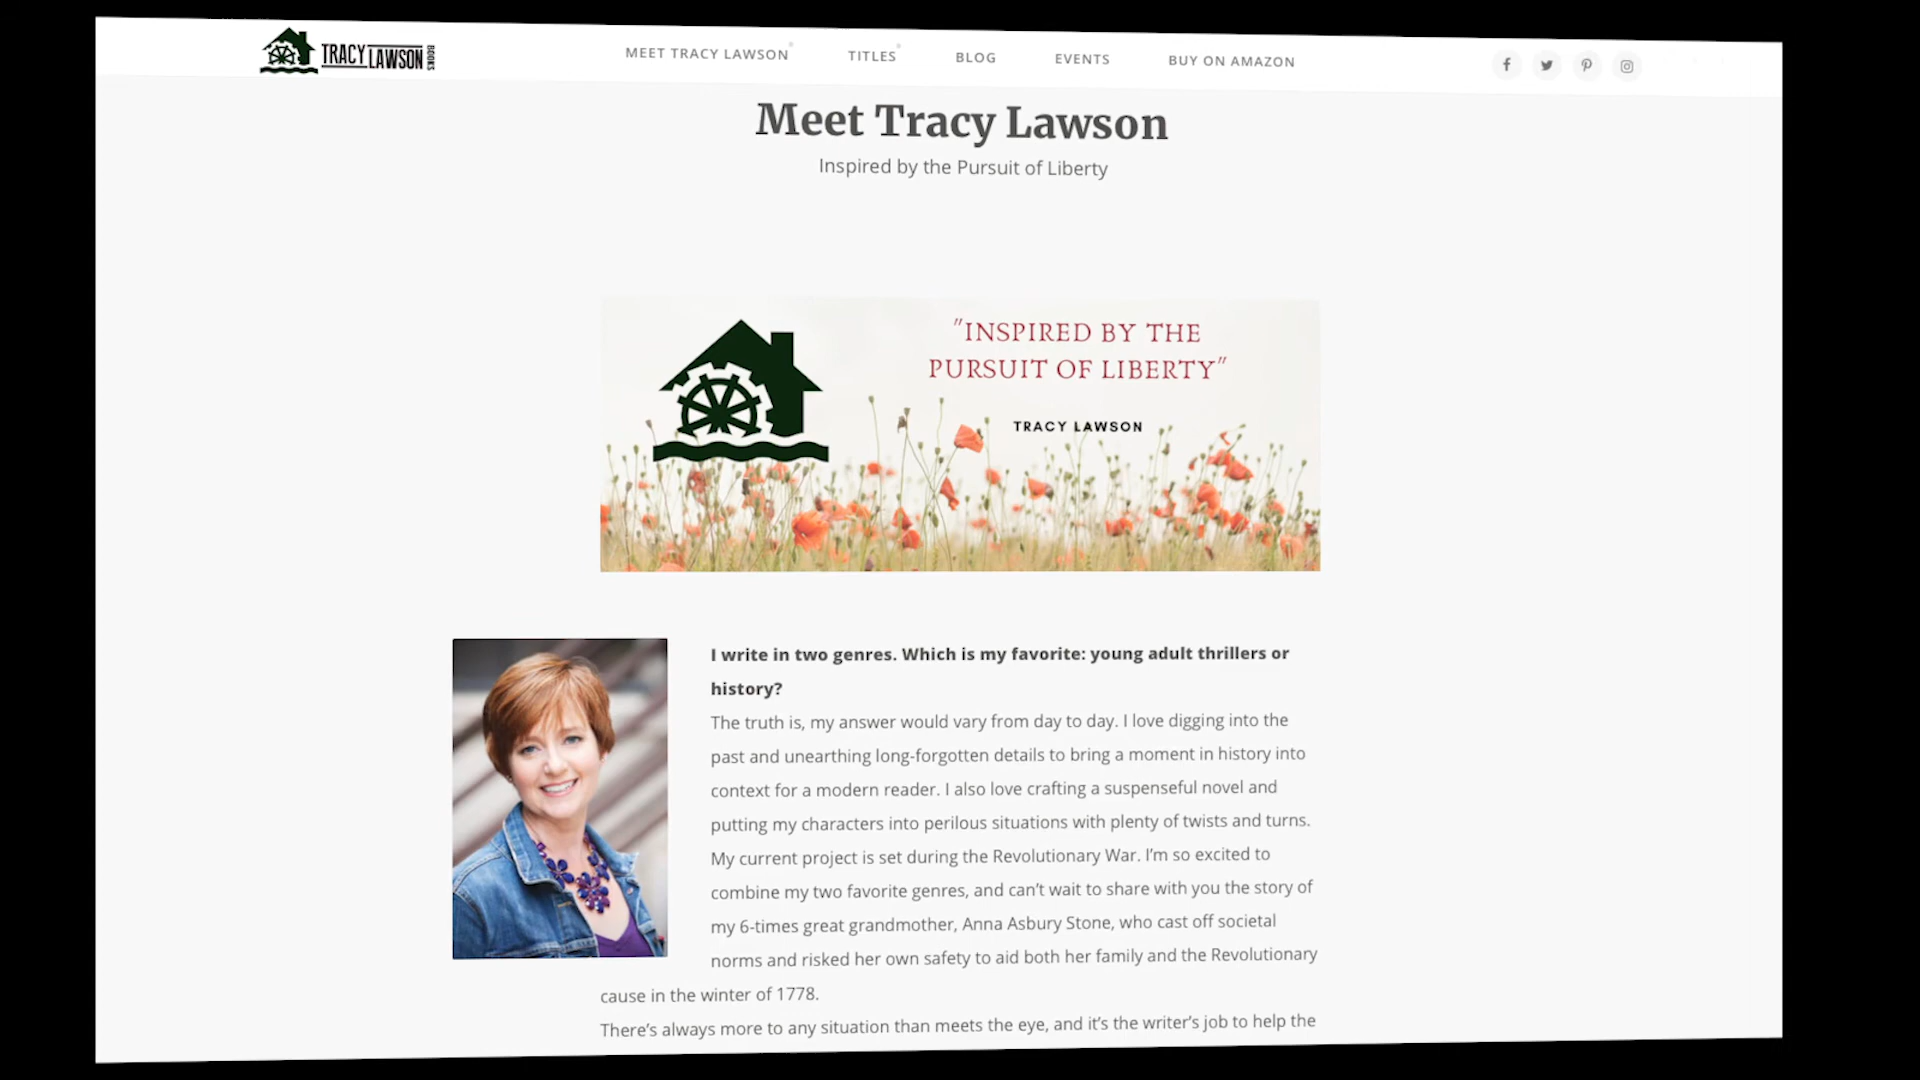 TRACY LAWSON BOOKS
MEET TRACY LAWSON
TITLES
BLOG
EVENTS
BUY ON AMAZON
Meet Tracy Lawson
Inspired by the Pursuit of Liberty
"INSPIRED BY THE
PURSUIT OF LIBERTY"
TRACY LAWSON
I write in two genres. Which is my favorite: young adult thrillers or
history?
The truth is, my answer would vary from day to day. I love digging into the
past and unearthing long-forgotten details to bring a moment in history into
context for a modern reader. I also love crafting a suspenseful novel and
putting my characters into perilous situations with plenty of twists and turns.
My current project is set during the Revolutionary War. I'm so excited to
combine my two favorite genres, and can't wait to share with you the story of
my 6-times great grandmother, Anna Asbury Stone, who cast off societal
norms and risked her own safety to aid both her family and the Revolutionary
cause in the winter of 1778.
There's always more to any situation than meets the eye, and it's the writer's job to help the